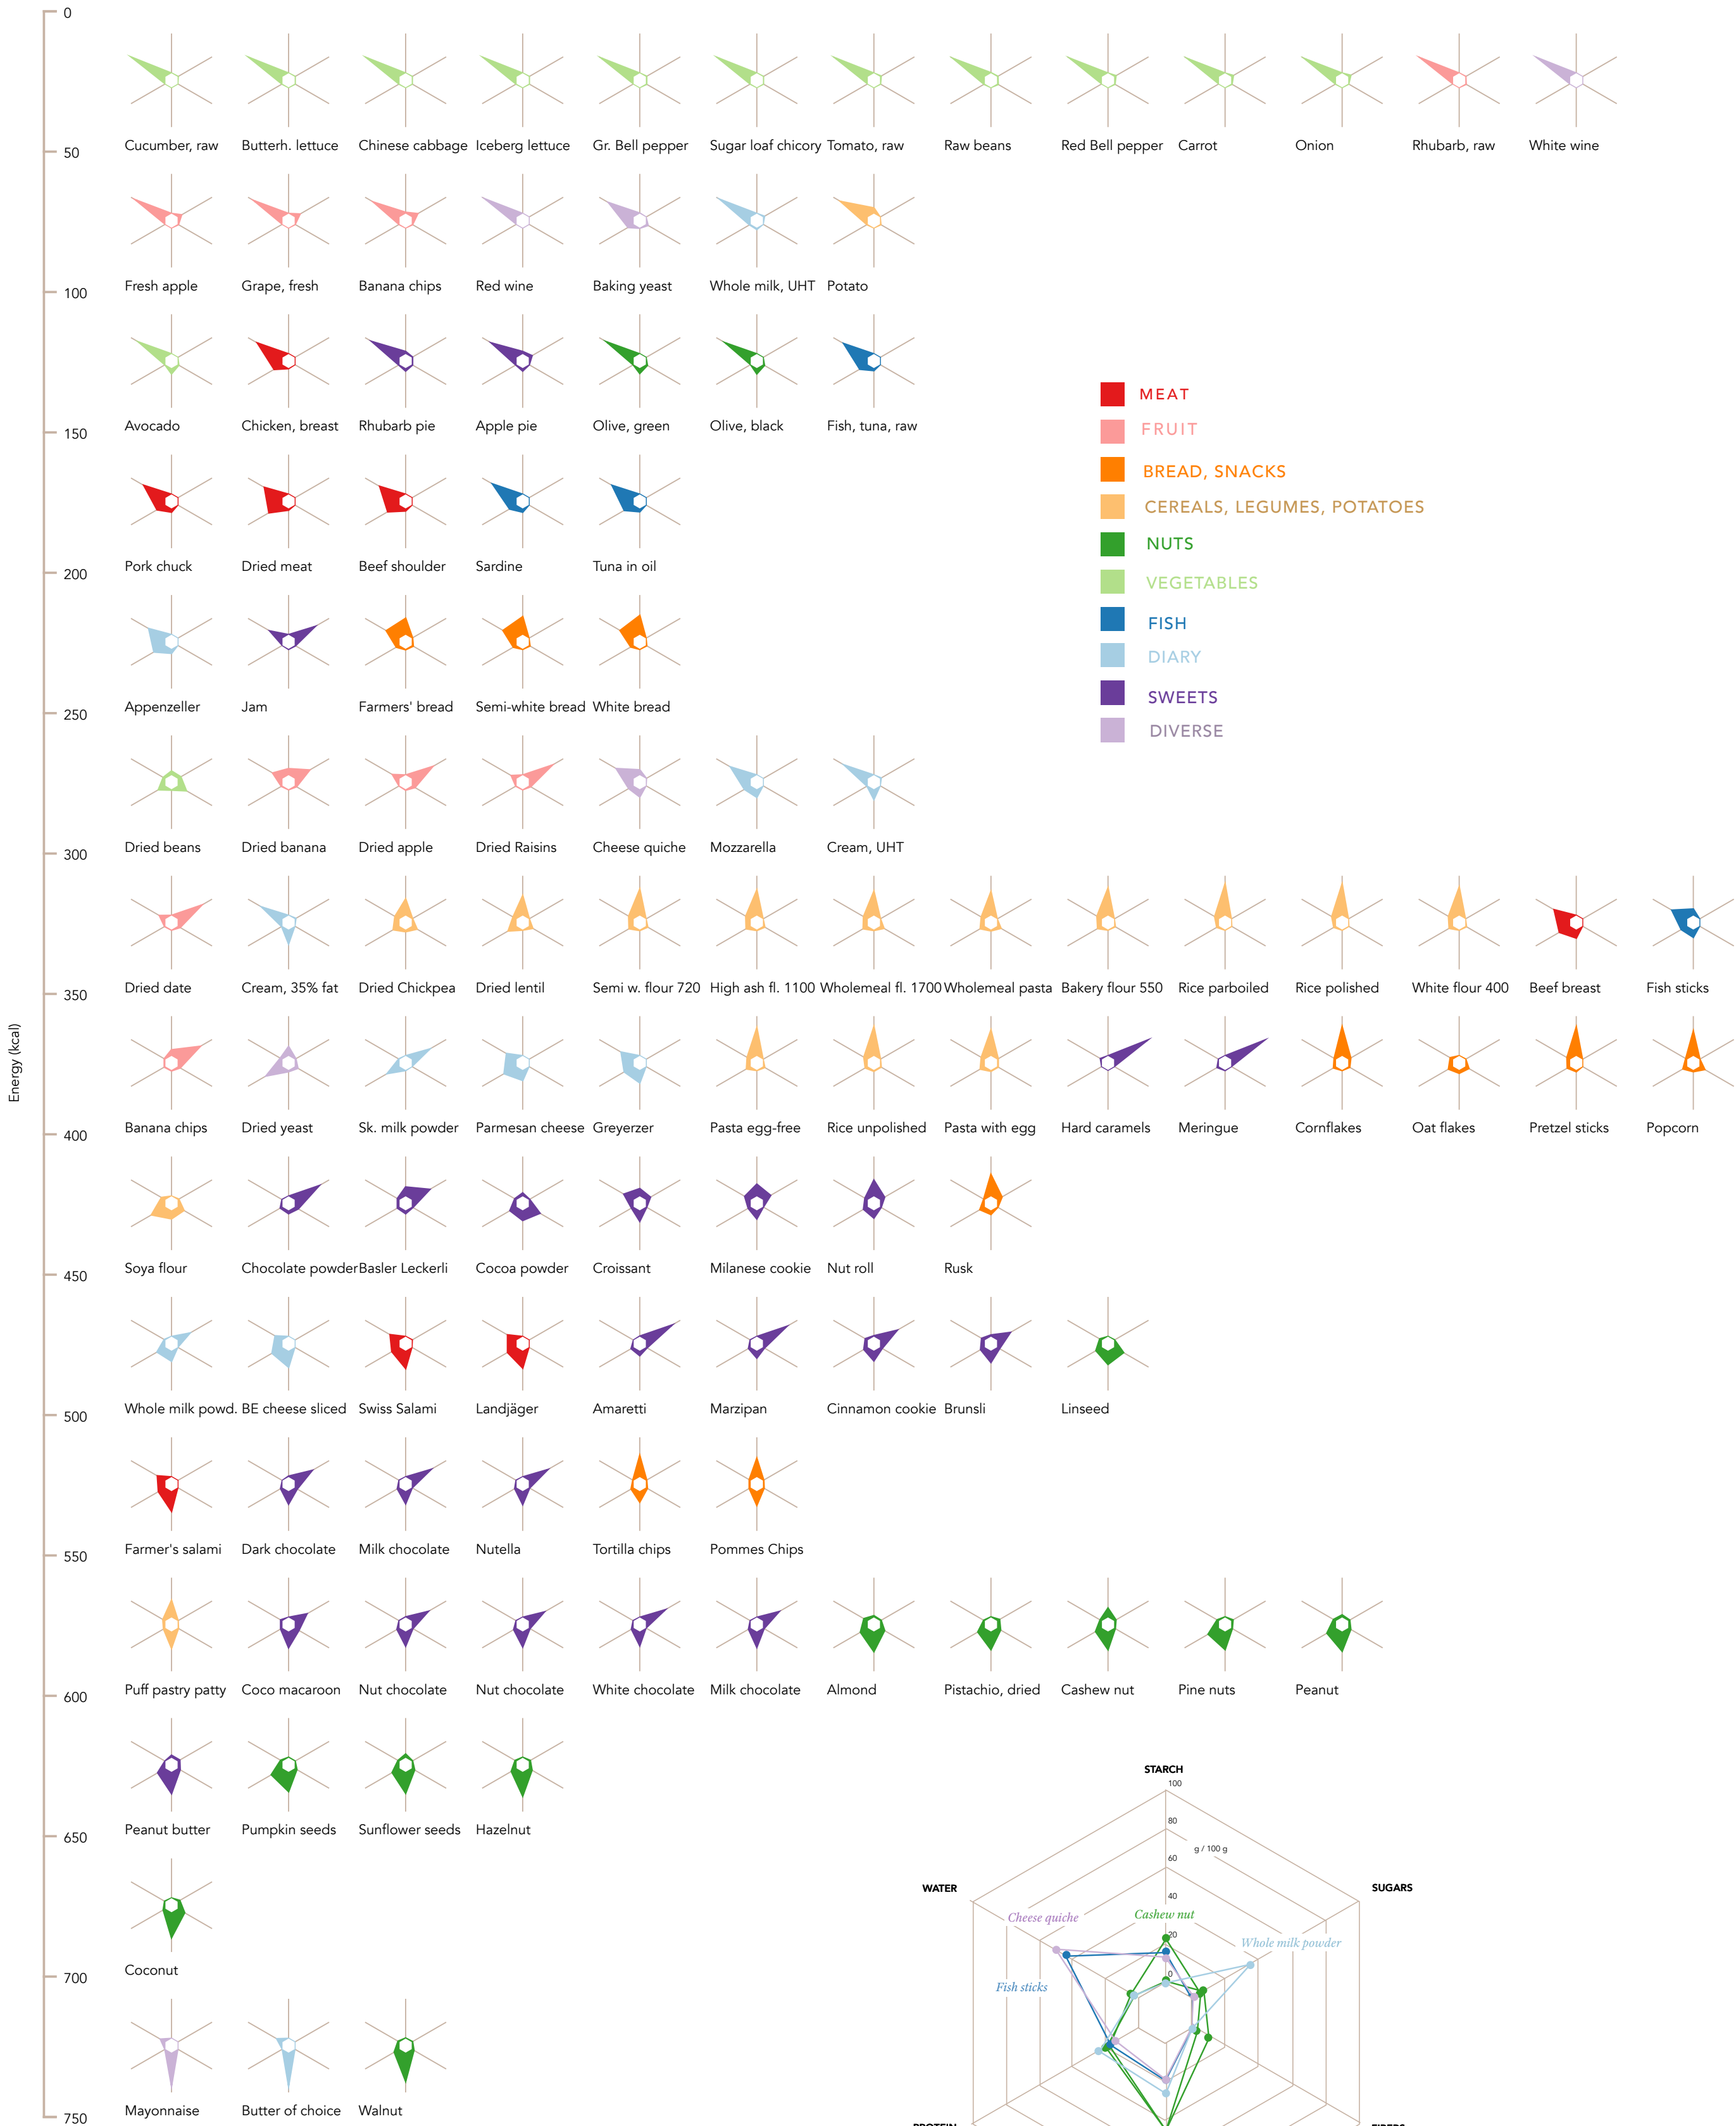 0
Cucumber, raw Butterh. lettuce Chinese cabbage Iceberg lettuce Gr. Bell pepper Sugar loaf chicory Tomato, raw Raw beans Red Bell pepper Carrot Onion Rhubarb, raw White wine
50
Fresh apple Grape, fresh Banana chips Red wine Baking yeast Whole milk, UHT Potato
100
MEAT
Avocado Chicken, breast Rhubarb pie Apple pie Olive, green Olive, black Fish, tuna, raw
FRUIT
150
BREAD, SNACKS
CEREALS, LEGUMES, POTATOES
NUTS
Pork chuck Dried meat Beef shoulder Sardine Tuna in oil
200
VEGETABLES
FISH
DIARY
SWEETS
Appenzeller Jam Farmers' bread Semi-white bread White bread
250
DIVERSE
Dried beans Dried banana Dried apple Dried Raisins Cheese quiche Mozzarella Cream, UHT
300
Dried date Cream, 35% fat Dried Chickpea Dried lentil Semi w. flour 720 High ash fl. 1100 Wholemeal fl. 1700 Wholemeal pasta Bakery flour 550 Rice parboiled Rice polished White flour 400 Beef breast Fish sticks
350
Energy (kcal)
Banana chips Dried yeast Sk. milk powder Parmesan cheese Greyerzer Pasta egg-free Rice unpolished Pasta with egg Hard caramels Meringue Cornflakes Oat flakes Pretzel sticks Popcorn
400
Soya flour Chocolate powder Basler Leckerli Cocoa powder Croissant Milanese cookie Nut roll Rusk
450
Whole milk powd. BE cheese sliced Swiss Salami Landjäger Amaretti Marzipan Cinnamon cookie Brunsli Linseed
500
Farmer's salami Dark chocolate Milk chocolate Nutella Tortilla chips Pommes Chips
550
Puff pastry patty Coco macaroon Nut chocolate Nut chocolate White chocolate Milk chocolate Almond Pistachio, dried Cashew nut Pine nuts Peanut
600
STARCH
100
Peanut butter Pumpkin seeds Sunflower seeds Hazelnut
80
650
g / 100 g
60
WATER SUGARS
40
Cheese quiche Cashew nut
20
Whole milk powder
Coconut
0
700
Fish sticks
Mayonnaise Butter of choice Walnut
750
PROTEIN FIBERS